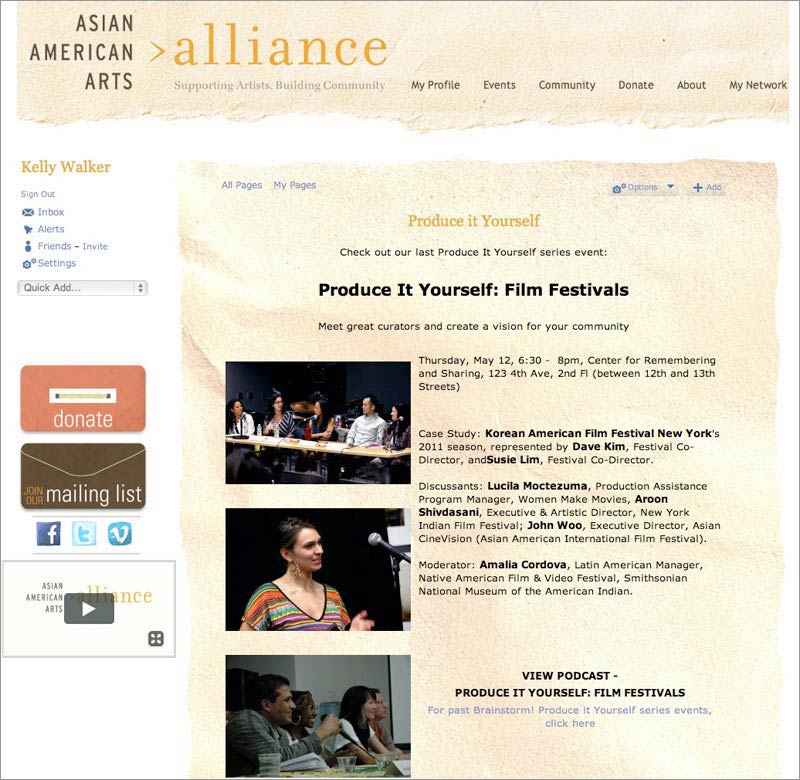 ASIAN
AMERICAN
ARTS
>alliance
Supporting Artists, Building Community
My Profile
Events
Community
Donate
About
My Network
Kelly Walker
Sign Out
Inbox
Alerts
Friends – Invite
Settings
Quick Add...
donate
JOIN
OUR
mailing list
ASIAN
AMERICAN
ARTS
alliance
All Pages
My Pages
Options
Add
Produce it Yourself
Check out our last Produce It Yourself series event:
Produce It Yourself: Film Festivals
Meet great curators and create a vision for your community
Thursday, May 12, 6:30 - 8pm, Center for Remembering
and Sharing, 123 4th Ave, 2nd Fl (between 12th and 13th
Streets)
Case Study: Korean American Film Festival New York's
2011 season, represented by Dave Kim, Festival Co-
Director, andSusie Lim, Festival Co-Director.
Discussants: Lucila Moctezuma, Production Assistance
Program Manager, Women Make Movies, Aroon
Shivdasani, Executive & Artistic Director, New York
Indian Film Festival; John Woo, Executive Director, Asian
CineVision (Asian American International Film Festival).
Moderator: Amalia Cordova, Latin American Manager,
Native American Film & Video Festival, Smithsonian
National Museum of the American Indian.
VIEW PODCAST -
PRODUCE IT YOURSELF: FILM FESTIVALS
For past Brainstorm! Produce it Yourself series events,
click here